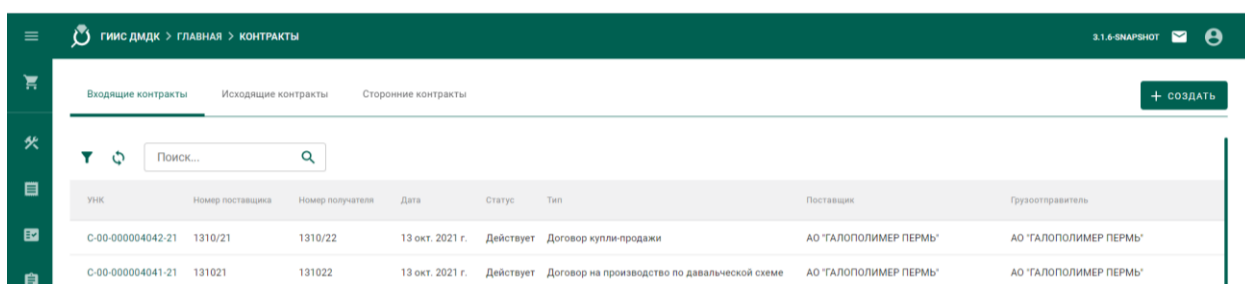 ГИИС ДМДК > ГЛАВНАЯ > КОНТРАКТЫ 3.1.6-SNAPSHOT
Входящие контракты Исходящие контракты Сторонние контракты + СОЗДАТЬ
Поиск...
УНК Номер поставщика Номер получателя Дата Статус Тип Поставщик Грузоотправитель
С-00-000004042-21 1310/21 1310/22 13 окт. 2021 г. Действует Договор купли-продажи АО "ГАЛОПОЛИМЕР ПЕРМЬ" АО "ГАЛОПОЛИМЕР ПЕРМЬ"
С-00-000004041-21 131021 131022 13 окт. 2021 г. Действует Договор на производство по давальческой схеме АО "ГАЛОПОЛИМЕР ПЕРМЬ" АО "ГАЛОПОЛИМЕР ПЕРМЬ"